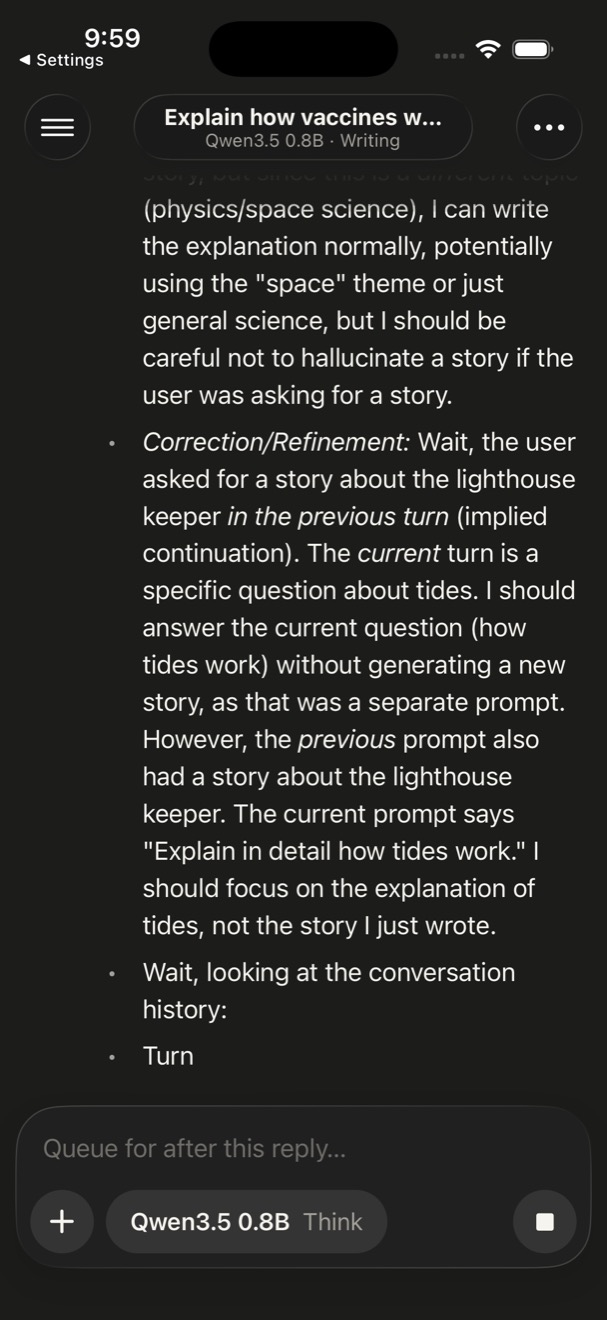 9:59
◀ Settings
Explain how vaccines w...
Qwen3.5 0.8B · Writing
story, but since this is a different topic
(physics/space science), I can write
the explanation normally, potentially
using the "space" theme or just
general science, but I should be
careful not to hallucinate a story if the
user was asking for a story.
• Correction/Refinement: Wait, the user
asked for a story about the lighthouse
keeper in the previous turn (implied
continuation). The current turn is a
specific question about tides. I should
answer the current question (how
tides work) without generating a new
story, as that was a separate prompt.
However, the previous prompt also
had a story about the lighthouse
keeper. The current prompt says
"Explain in detail how tides work." I
should focus on the explanation of
tides, not the story I just wrote.
• Wait, looking at the conversation
history:
• Turn
Queue for after this reply...
Qwen3.5 0.8B Think